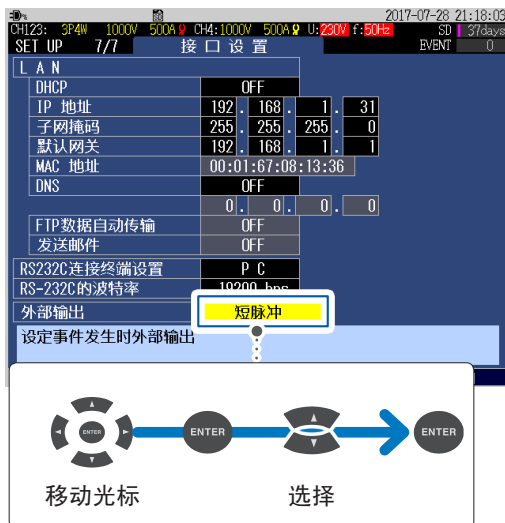 2017-07-28 21:18:03
CH123: 3P4W 1000V 500A CH4:1000V 500A U:230V f:50Hz SD 37days
SET UP 7/7 接口设置 EVENT 0
LAN
DHCP OFF
IP 地址 192. 168. 1. 31
子网掩码 255. 255. 255. 0
默认网关 192. 168. 1. 1
MAC 地址 00:01:67:08:13:36
DNS OFF
0. 0. 0. 0
FTP数据自动传输 OFF
发送邮件 OFF
RS232C连接终端设置 PC
RS-232C的波特率 19200 bps
外部输出 短脉冲
设定事件发生时外部输出
ENTER ENTER ENTER
移动光标 选择